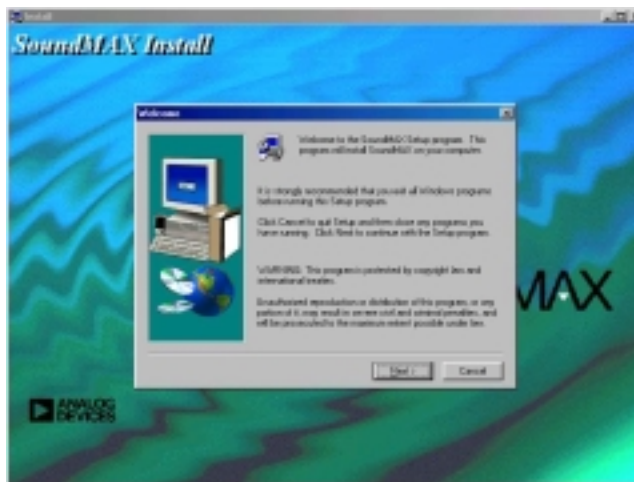 Install
SoundMAX Install
Welcome
Welcome to the SoundMAX Setup program. This
program will install SoundMAX on your computer.
It is strongly recommended that you exit all Windows programs
before running this Setup program.
Click Cancel to quit Setup and then close any programs you
have running. Click Next to continue with the Setup program.
WARNING: This program is protected by copyright law and
international treaties.
Unauthorized reproduction or distribution of this program, or any
portion of it, may result in severe civil and criminal penalties, and
will be prosecuted to the maximum extent possible under law.
MAX
Next >
Cancel
ANALOG
DEVICES